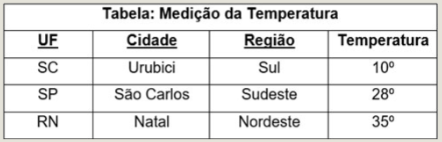 Tabela: Medição da Temperatura
UF Cidade Região Temperatura
SC Urubici Sul 10º
SP São Carlos Sudeste 28º
RN Natal Nordeste 35º